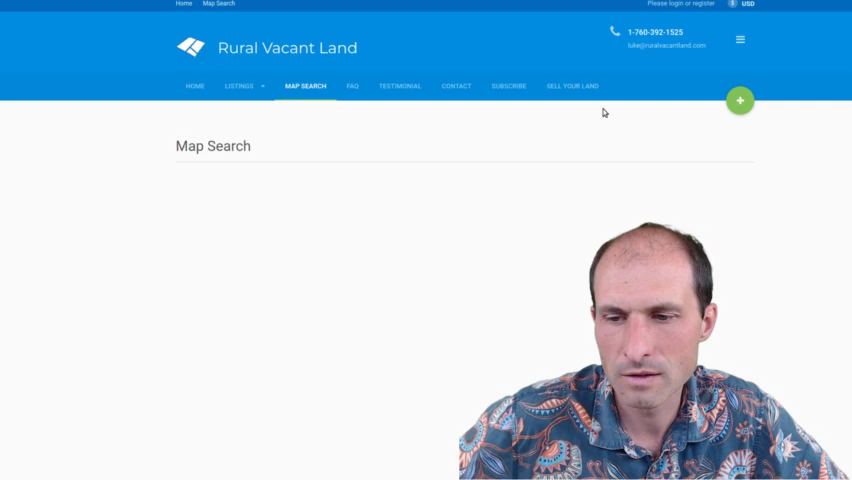 Home Map Search
Please login or register $ USD
Rural Vacant Land
1-760-392-1525
luke@ruralvacantland.com
HOME LISTINGS MAP SEARCH FAQ TESTIMONIAL CONTACT SUBSCRIBE SELL YOUR LAND
Map Search